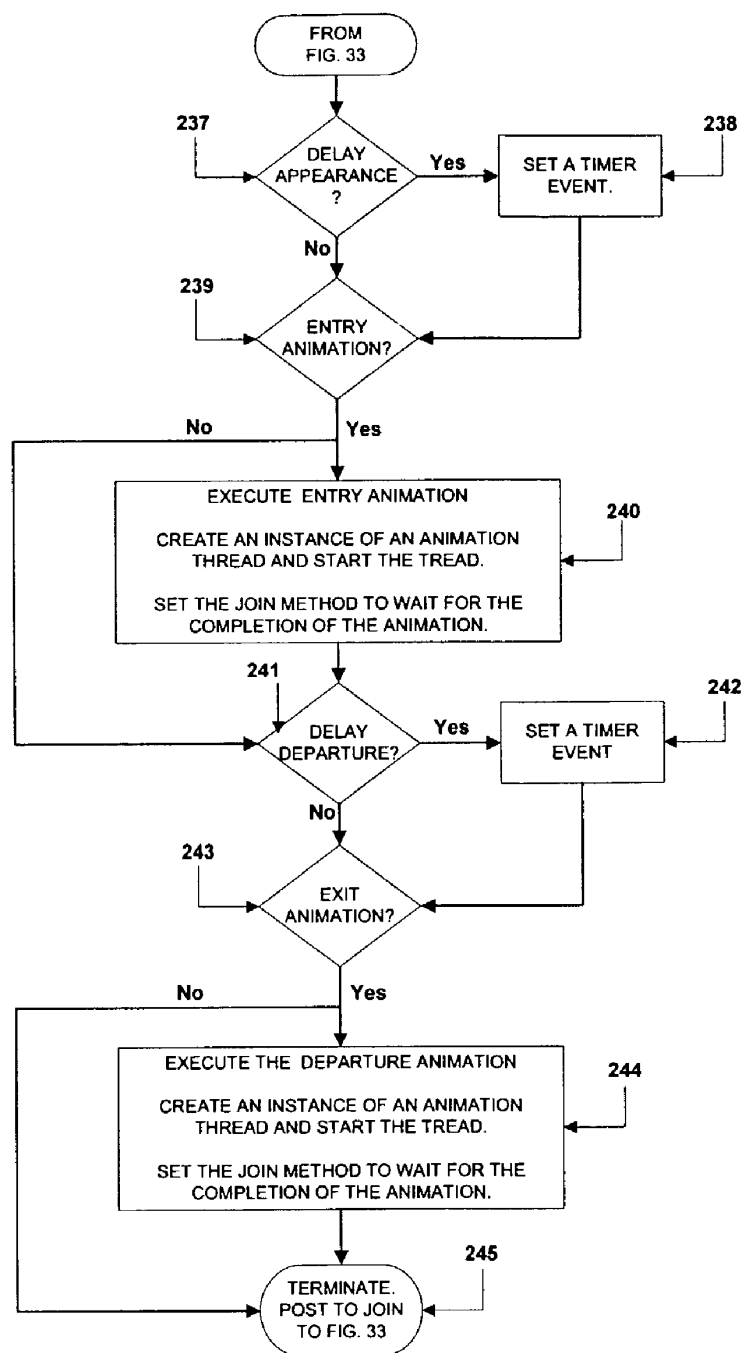 FROM
FIG. 33
237
DELAY
APPEARANCE
?
Yes
238
SET A TIMER
EVENT.
No
239
ENTRY
ANIMATION?
No
Yes
EXECUTE ENTRY ANIMATION
CREATE AN INSTANCE OF AN ANIMATION
THREAD AND START THE TREAD.
SET THE JOIN METHOD TO WAIT FOR THE
COMPLETION OF THE ANIMATION.
240
241
DELAY
DEPARTURE?
Yes
242
SET A TIMER
EVENT
No
243
EXIT
ANIMATION?
No
Yes
EXECUTE THE DEPARTURE ANIMATION
CREATE AN INSTANCE OF AN ANIMATION
THREAD AND START THE TREAD.
SET THE JOIN METHOD TO WAIT FOR THE
COMPLETION OF THE ANIMATION.
244
245
TERMINATE.
POST TO JOIN
TO FIG. 33